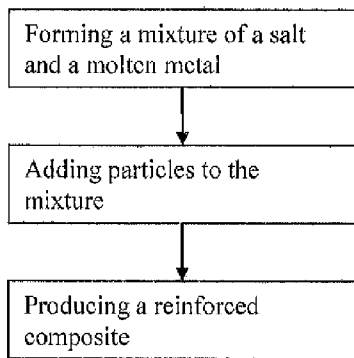 Forming a mixture of a salt
and a molten metal
Adding particles to the
mixture
Producing a reinforced
composite